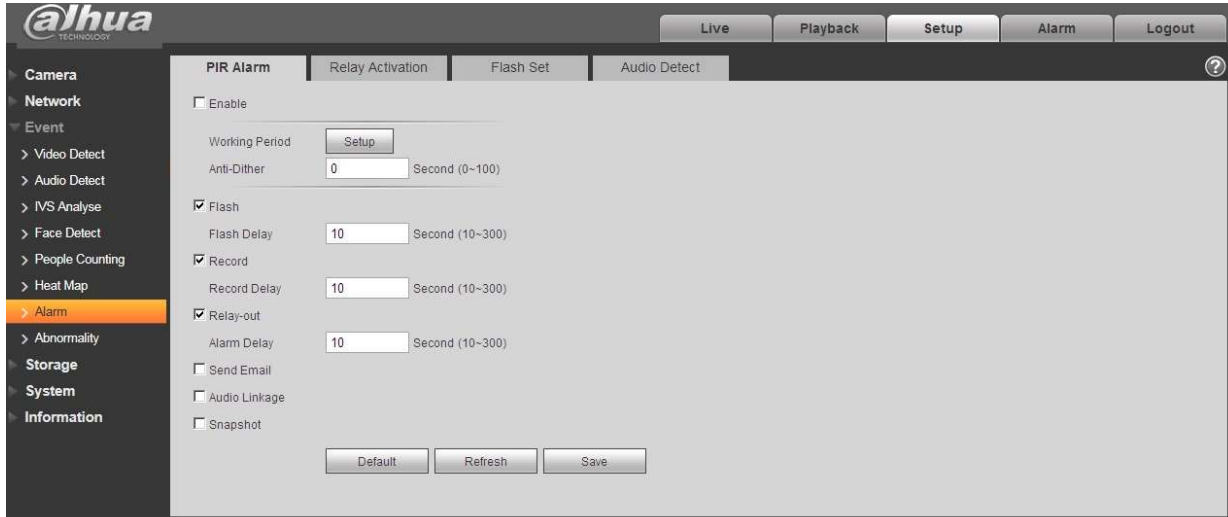 alhua
TECHNOLOGY
Live
Playback
Setup
Alarm
Logout
Camera
Network
Event
> Video Detect
> Audio Detect
> IVS Analyse
> Face Detect
> People Counting
> Heat Map
> Alarm
> Abnormality
Storage
System
Information
PIR Alarm
Relay Activation
Flash Set
Audio Detect
?
Enable
Working Period
Setup
Anti-Dither
0
Second (0~100)
Flash
Flash Delay
10
Second (10~300)
Record
Record Delay
10
Second (10~300)
Relay-out
Alarm Delay
10
Second (10~300)
Send Email
Audio Linkage
Snapshot
Default
Refresh
Save